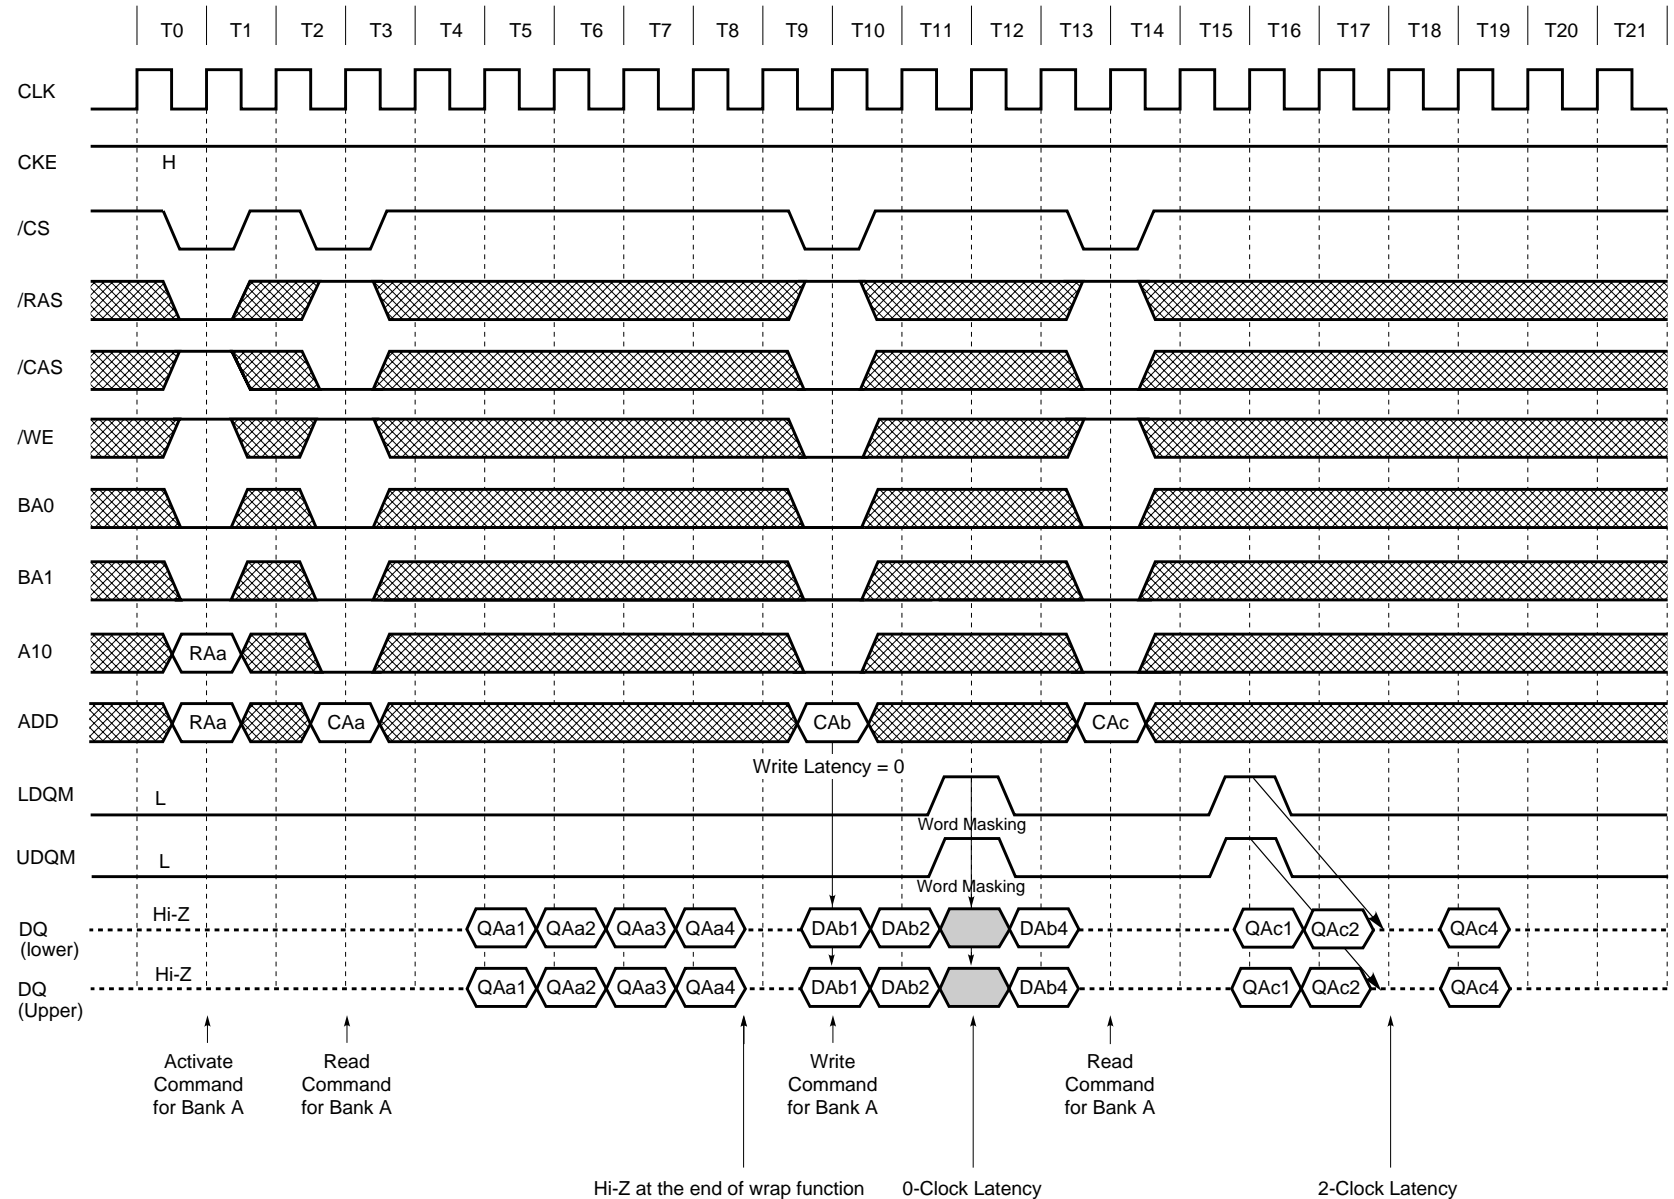 T0 T1 T2 T3 T4 T5 T6 T7 T8 T9 T10 T11 T12 T13 T14 T15 T16 T17 T18 T19 T20 T21
CLK
CKE H
/CS
/RAS
/CAS
/WE
BA0
BA1
A10 RAa
ADD RAa CAa CAb CAc
Write Latency = 0
LDQM L
Word Masking
UDQM L
Word Masking
DQ (lower) Hi-Z QAa1 QAa2 QAa3 QAa4 DAb1 DAb2 DAb4 QAc1 QAc2 QAc4
DQ (Upper) Hi-Z QAa1 QAa2 QAa3 QAa4 DAb1 DAb2 DAb4 QAc1 QAc2 QAc4
Activate
Command
for Bank A
Read
Command
for Bank A
Write
Command
for Bank A
Read
Command
for Bank A
Hi-Z at the end of wrap function
0-Clock Latency
2-Clock Latency